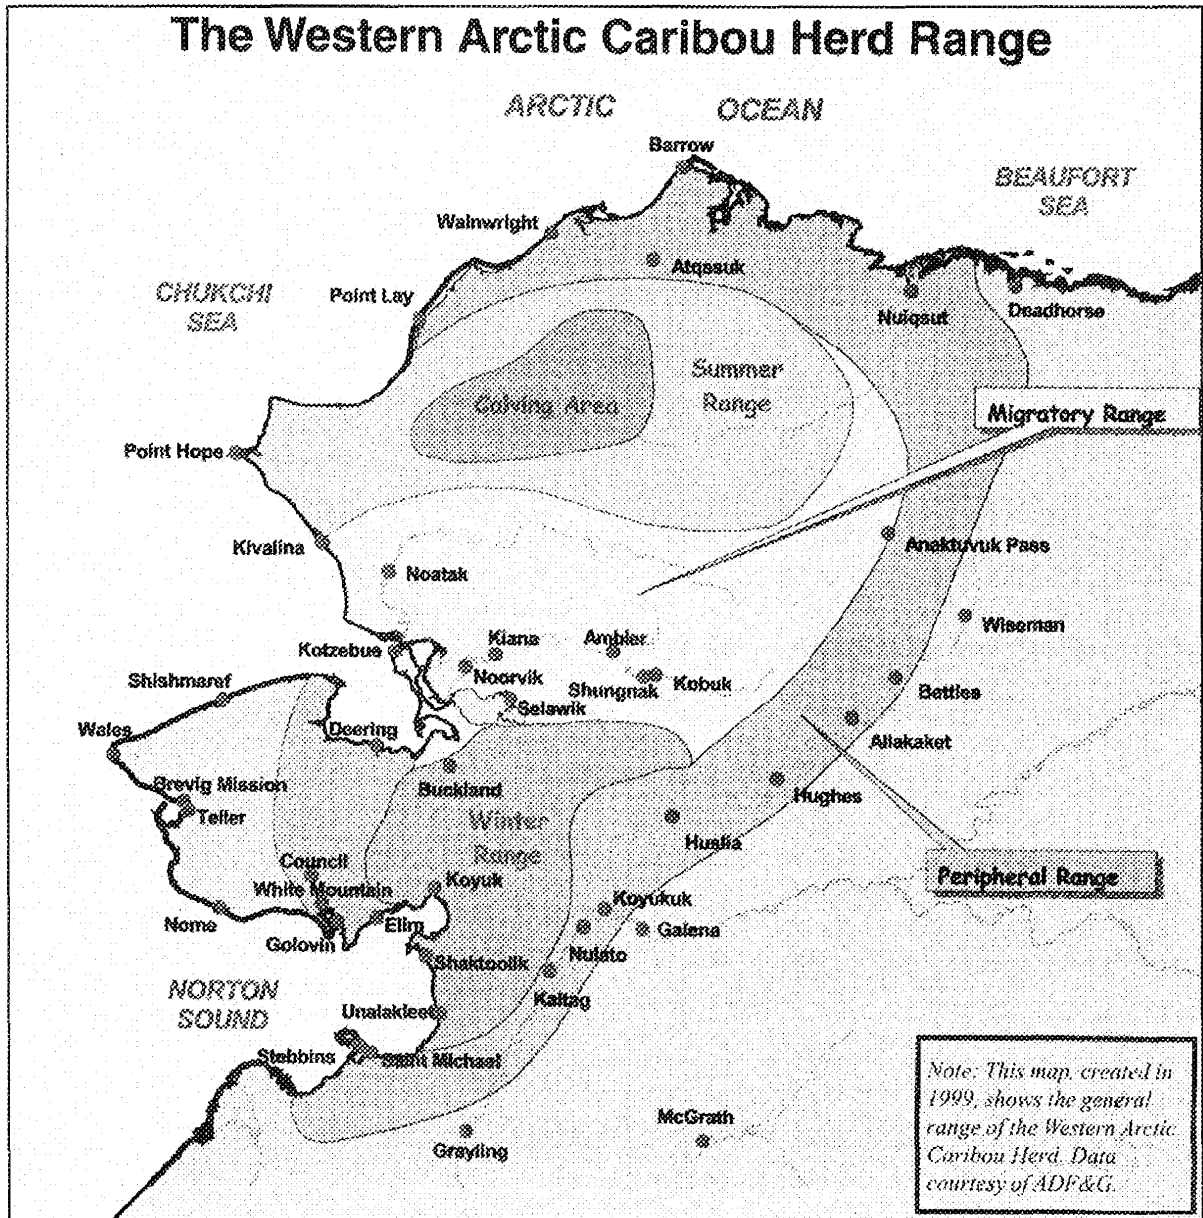 The Western Arctic Caribou Herd Range
ARCTIC OCEAN
Barrow
BEAUFORT
SEA
Wainwright
Atqasuk
CHUKCHI
SEA
Point Lay
Nuiqsut
Deadhorse
Summer
Range
Calving Area
Migratory Range
Point Hope
Kivalina
Anaktuvuk Pass
Noatak
Wiseman
Kotzebue
Kiana
Ambler
Noorvik
Shungnak
Kobuk
Shishmaref
Selawik
Bettles
Wales
Deering
Allakaket
Brevig Mission
Buckland
Hughes
Teller
Winter
Range
Huslia
Council
White Mountain
Koyuk
Peripheral Range
Nome
Golovin
Elim
Koyukuk
Galena
Nulato
Shaktoolik
Kaltag
NORTON
SOUND
Unalakleet
Stebbins
Saint Michael
McGrath
Grayling
Note: This map, created in
1999, shows the general
range of the Western Arctic
Caribou Herd. Data
courtesy of ADF&G.